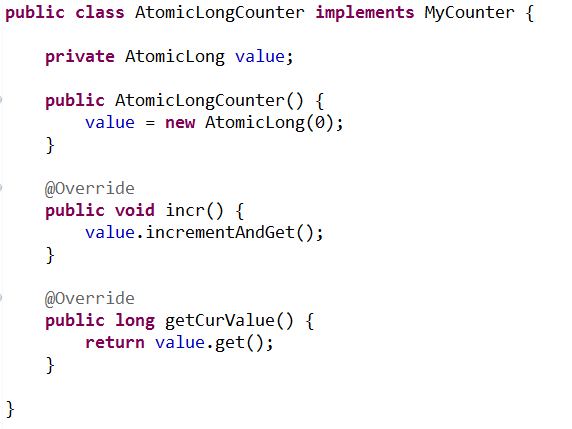 public class AtomicLongCounter implements MyCounter {
private AtomicLong value;
public AtomicLongCounter() {
value = new AtomicLong(0);
}
@Override
public void incr() {
value.incrementAndGet();
}
@Override
public long getCurValue() {
return value.get();
}
}